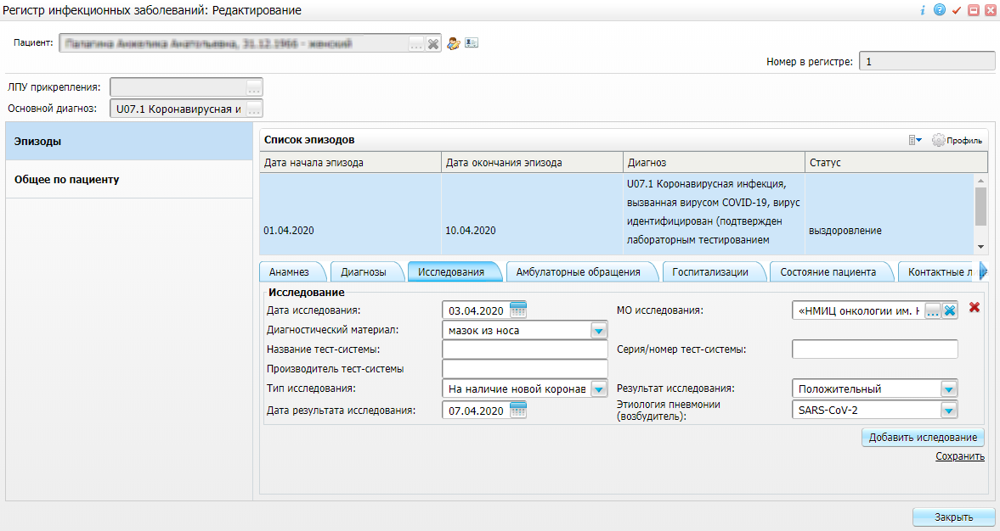 Регистр инфекционных заболеваний: Редактирование
Пациент:
Номер в регистре: 1
ЛПУ прикрепления:
Основной диагноз: U07.1 Коронавирусная и
Эпизоды
Общее по пациенту
Список эпизодов
Профиль
Дата начала эпизода Дата окончания эпизода Диагноз Статус
U07.1 Коронавирусная инфекция,
вызванная вирусом COVID-19, вирус
идентифицирован (подтвержден
лабораторным тестированием
01.04.2020 10.04.2020 выздоровление
Анамнез Диагнозы Исследования Амбулаторные обращения Госпитализации Состояние пациента Контактные
Исследование
Дата исследования: 03.04.2020 МО исследования: «НМИЦ онкологии им.
Диагностический материал: мазок из носа
Название тест-системы: Серия/номер тест-системы:
Производитель тест-системы
Тип исследования: На наличие новой коронав Результат исследования: Положительный
Дата результата исследования: 07.04.2020 Этиология пневмонии
(возбудитель): SARS-CoV-2
Добавить иследование
Сохранить
Закрыть